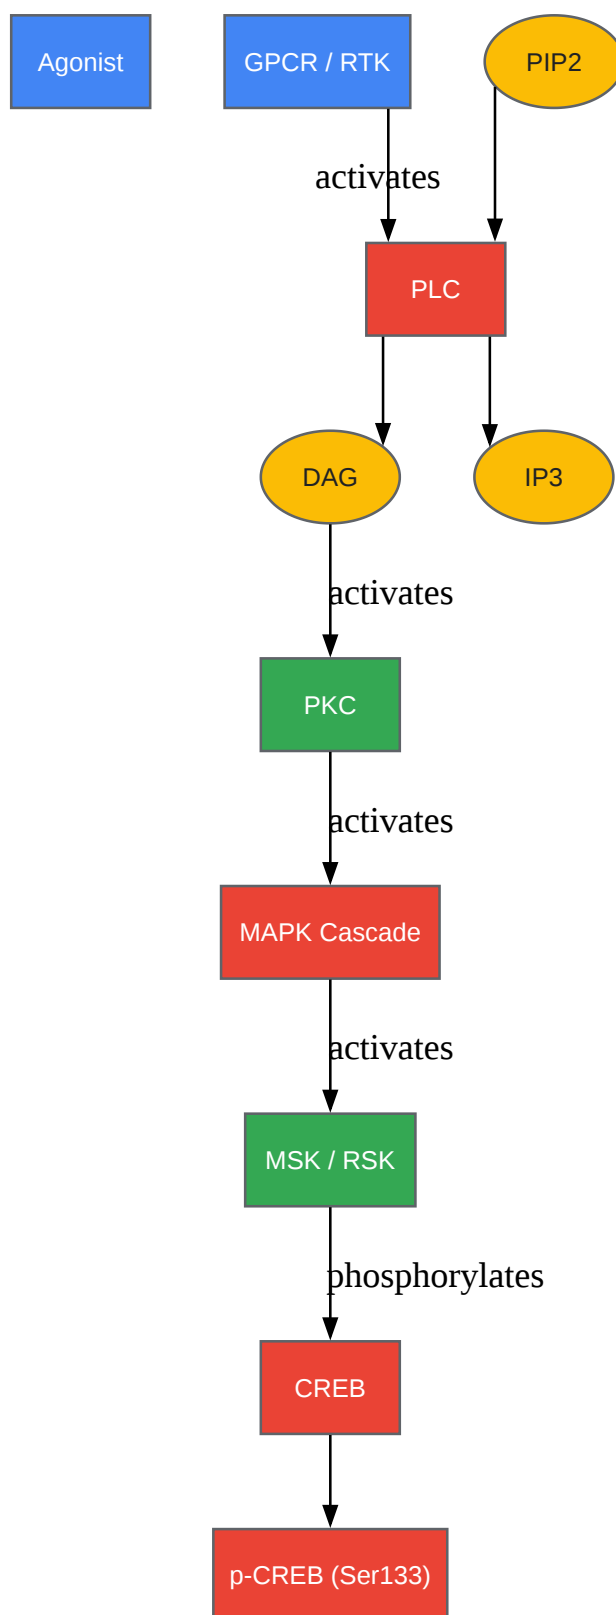 Agonist
GPCR / RTK
PIP2
activates
PLC
DAG
IP3
activates
PKC
activates
MAPK Cascade
activates
MSK / RSK
phosphorylates
CREB
p-CREB (Ser133)